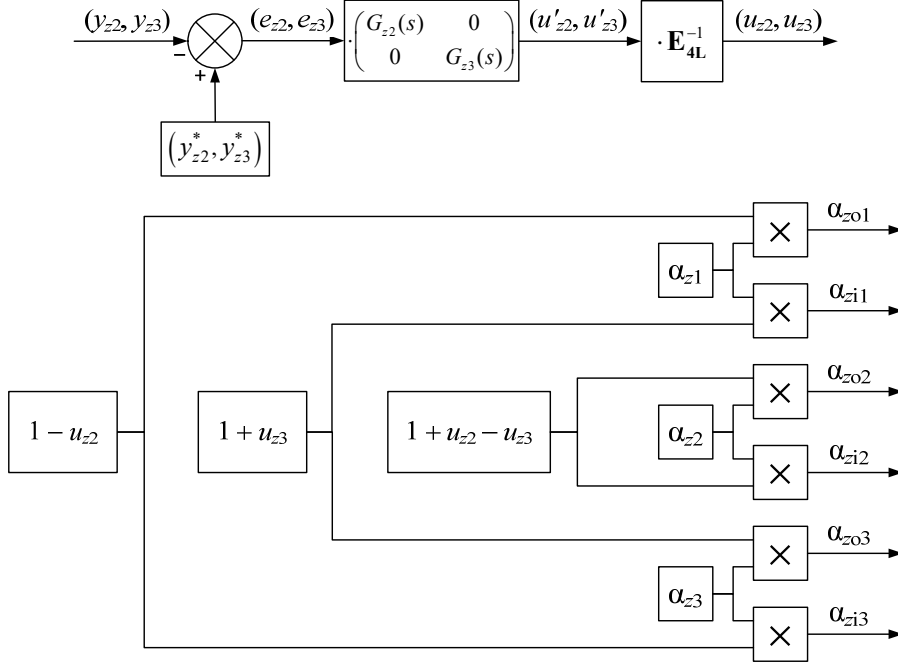 (y_{z2}, y_{z3})
−
+
(e_{z2}, e_{z3})
· ( G_{z2}(s) 0
0 G_{z3}(s) )
(u'_{z2}, u'_{z3})
· E_{4L}^{-1}
(u_{z2}, u_{z3})
(y^*_{z2}, y^*_{z3})
× α_{zo1}
α_{z1}
× α_{zi1}
× α_{zo2}
1 − u_{z2}
1 + u_{z3}
1 + u_{z2} − u_{z3}
α_{z2}
× α_{zi2}
× α_{zo3}
α_{z3}
× α_{zi3}